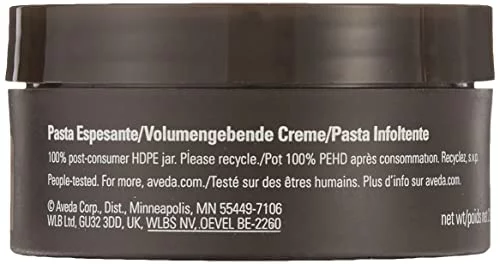 Pasta Espesante/Volumengebende Creme/Pasta Infoltente
100% post-consumer HDPE jar. Please recycle./Pot 100% PEHD après consommation. Recyclez, s.v.p.
People-tested. For more, aveda.com./Testé sur des êtres humains. Plus d'info sur aveda.com.
© Aveda Corp., Dist., Minneapolis, MN 55449-7106
WLB Ltd, GU32 3DD, UK, WLBS NV, OEVEL BE-2260
net wt/poids net